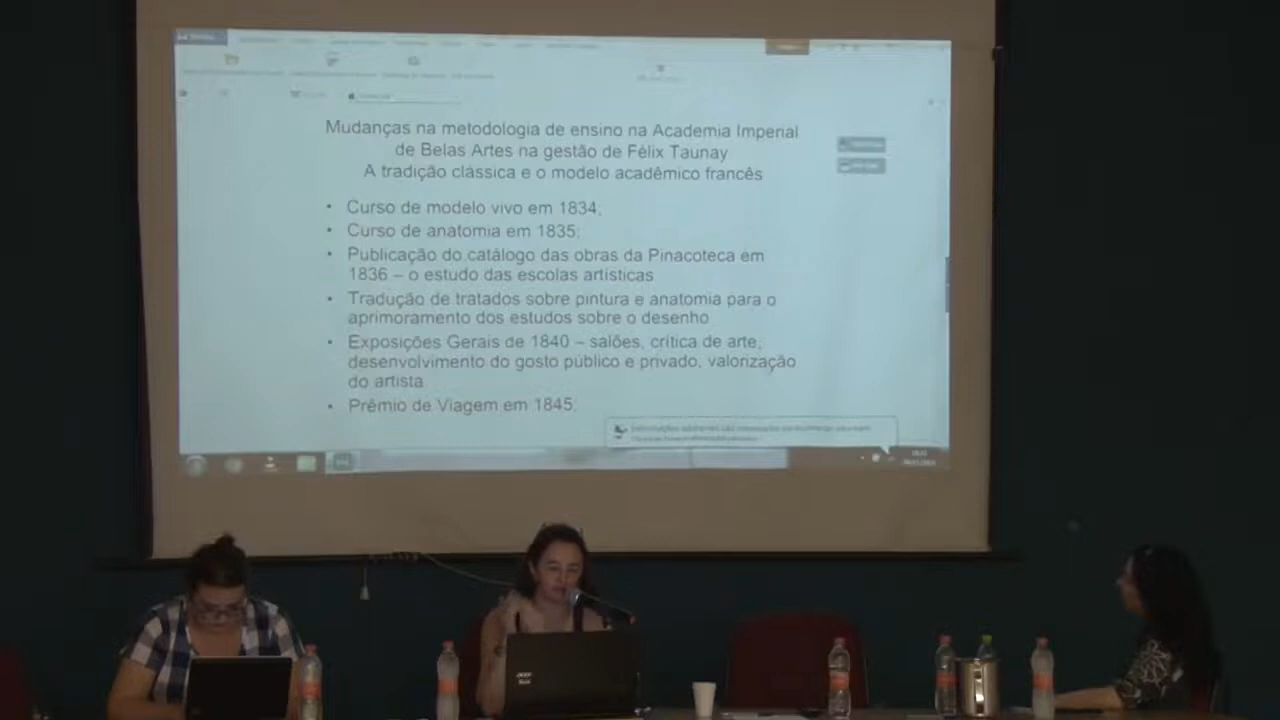 Mudanças na metodologia de ensino na Academia Imperial
de Belas Artes na gestão de Félix Taunay
A tradição clássica e o modelo acadêmico francês
• Curso de modelo vivo em 1834;
• Curso de anatomia em 1835;
• Publicação do catálogo das obras da Pinacoteca em
1836 – o estudo das escolas artísticas
• Tradução de tratados sobre pintura e anatomia para o
aprimoramento dos estudos sobre o desenho
• Exposições Gerais de 1840 – salões, crítica de arte,
desenvolvimento do gosto público e privado, valorização
do artista
• Prêmio de Viagem em 1845;
acer